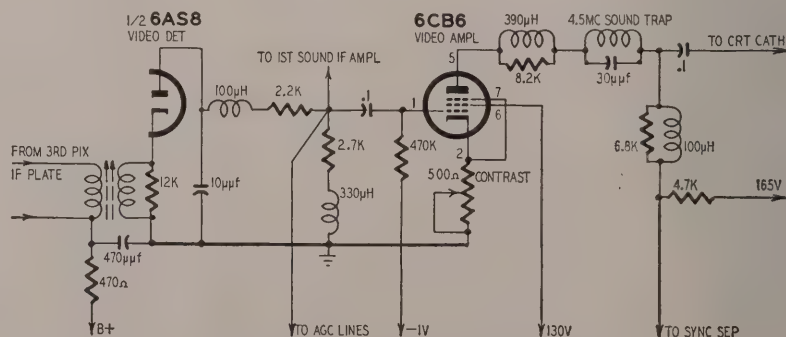 1/2 6AS8
VIDEO DET
6CB6
VIDEO AMPL
390μH
4.5MC SOUND TRAP
TO 1ST SOUND IF AMPL
TO CRT CATH
.1
5
8.2K
30μμf
100μH
2.2K
.1
1
7
6
FROM 3RD PIX
IF PLATE
12K
10μμf
2.7K
470K
2
500Ω
CONTRAST
6.8K
100μH
330μH
4.7K
165V
470μμf
470Ω
B+
TO AGC LINES
-1V
130V
TO SYNC SEP